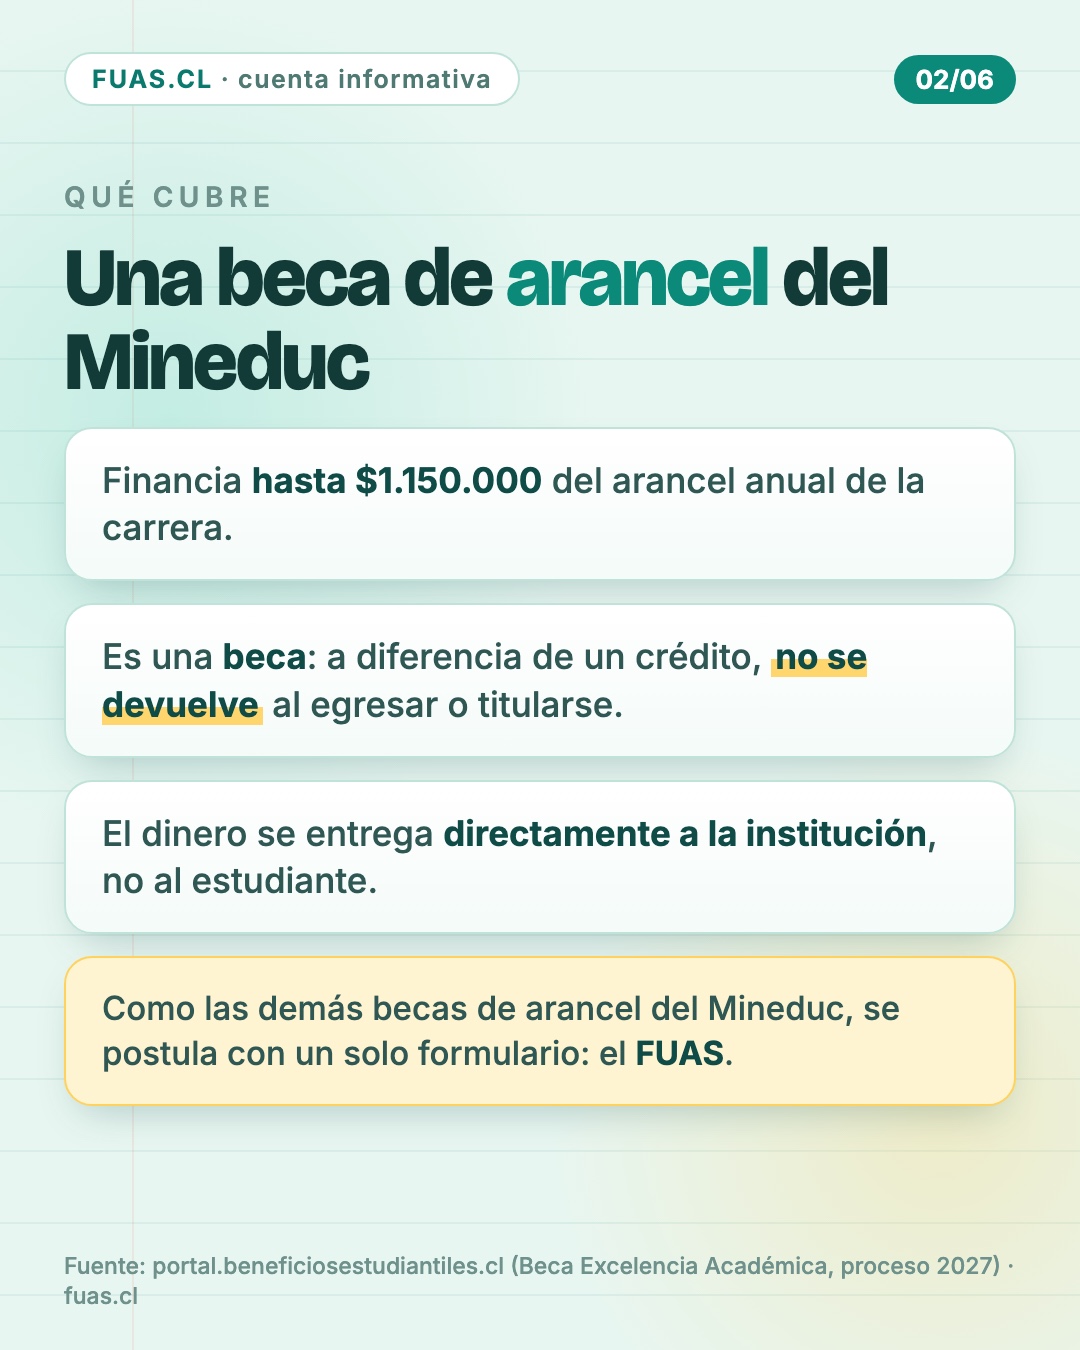 FUAS.CL · cuenta informativa
02/06
QUÉ CUBRE
Una beca de arancel del
Mineduc
Financia hasta $1.150.000 del arancel anual de la
carrera.
Es una beca: a diferencia de un crédito, no se
devuelve al egresar o titularse.
El dinero se entrega directamente a la institución,
no al estudiante.
Como las demás becas de arancel del Mineduc, se
postula con un solo formulario: el FUAS.
Fuente: portal.beneficiosestudiantiles.cl (Beca Excelencia Académica, proceso 2027) ·
fuas.cl